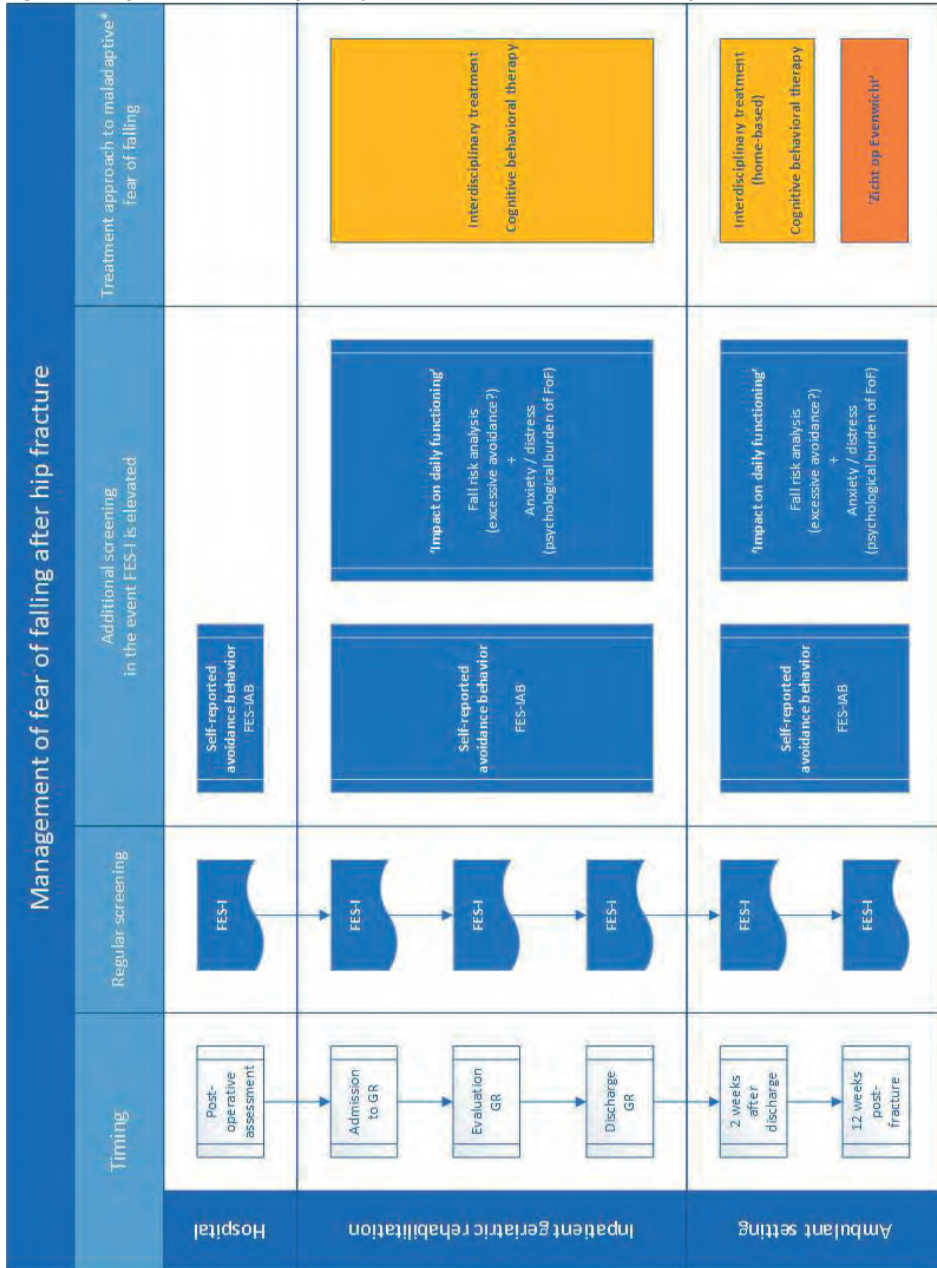 Management of fear of falling after hip fracture
Timing
Regular screening
Additional screening
in the event FES-I is elevated
Treatment approach to maladaptive*
fear of falling
Hospital
Post-
operative
assessment
FES-I
Self-reported
avoidance behavior
FES-IAB
Inpatient geriatric rehabilitation
Admission
to GR
FES-I
Evaluation
GR
FES-I
Discharge
GR
FES-I
Self-reported
avoidance behavior
FES-IAB
‘Impact on daily functioning’
Fall risk analysis
(excessive avoidance?)
+
Anxiety / distress
(psychological burden of FoF)
Interdisciplinary treatment
Cognitive behavioral therapy
Ambulant setting
2 weeks
after
discharge
FES-I
12 weeks
post-
fracture
FES-I
Self-reported
avoidance behavior
FES-IAB
‘Impact on daily functioning’
Fall risk analysis
(excessive avoidance?)
+
Anxiety / distress
(psychological burden of FoF)
Interdisciplinary treatment
(home-based)
Cognitive behavioral therapy
‘Zicht op Evenwicht’